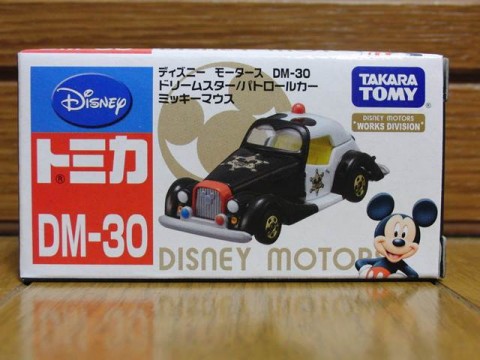 Disney
トミカ
®
DM-30
ディズニー モータース DM-30
ドリームスター/パトロールカー
ミッキーマウス
TAKARA
TOMY
DISNEY MOTORS
"WORKS DIVISION"
DISNEY MOTOR